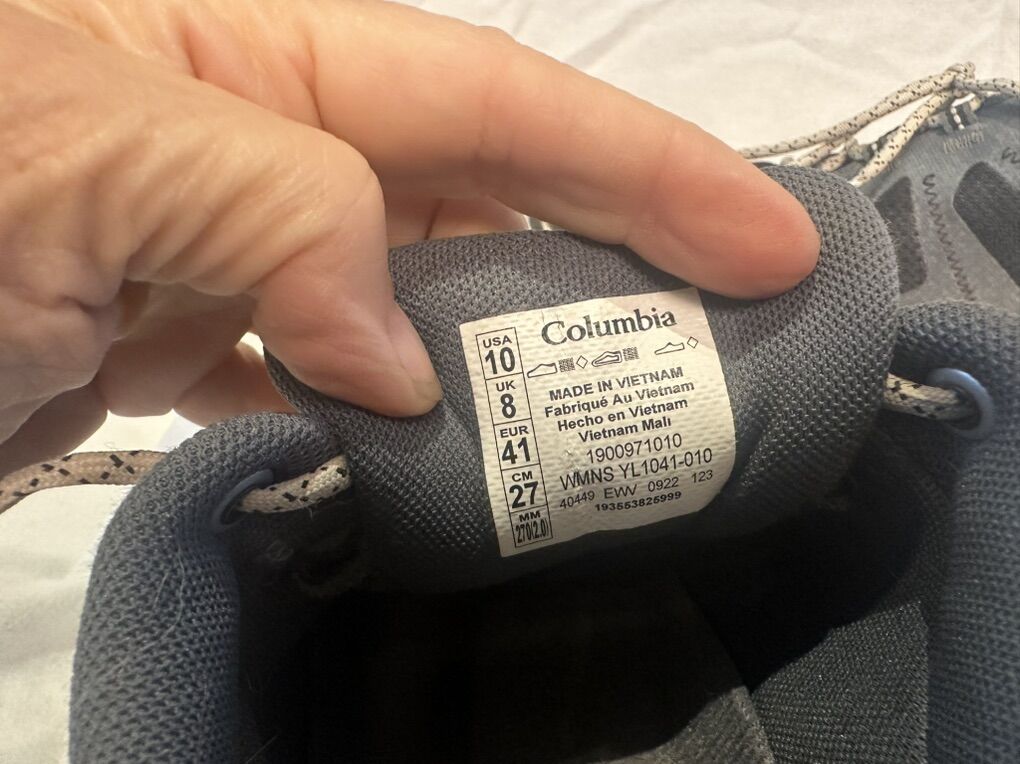 Columbia
USA
10
UK
8
EUR
41
CM
27
MM
270(2.0)
MADE IN VIETNAM
Fabriqué Au Vietnam
Hecho en Vietnam
Vietnam Mali
1900971010
WMNS YL1041-010
40449 EWV 0922 123
193553825999